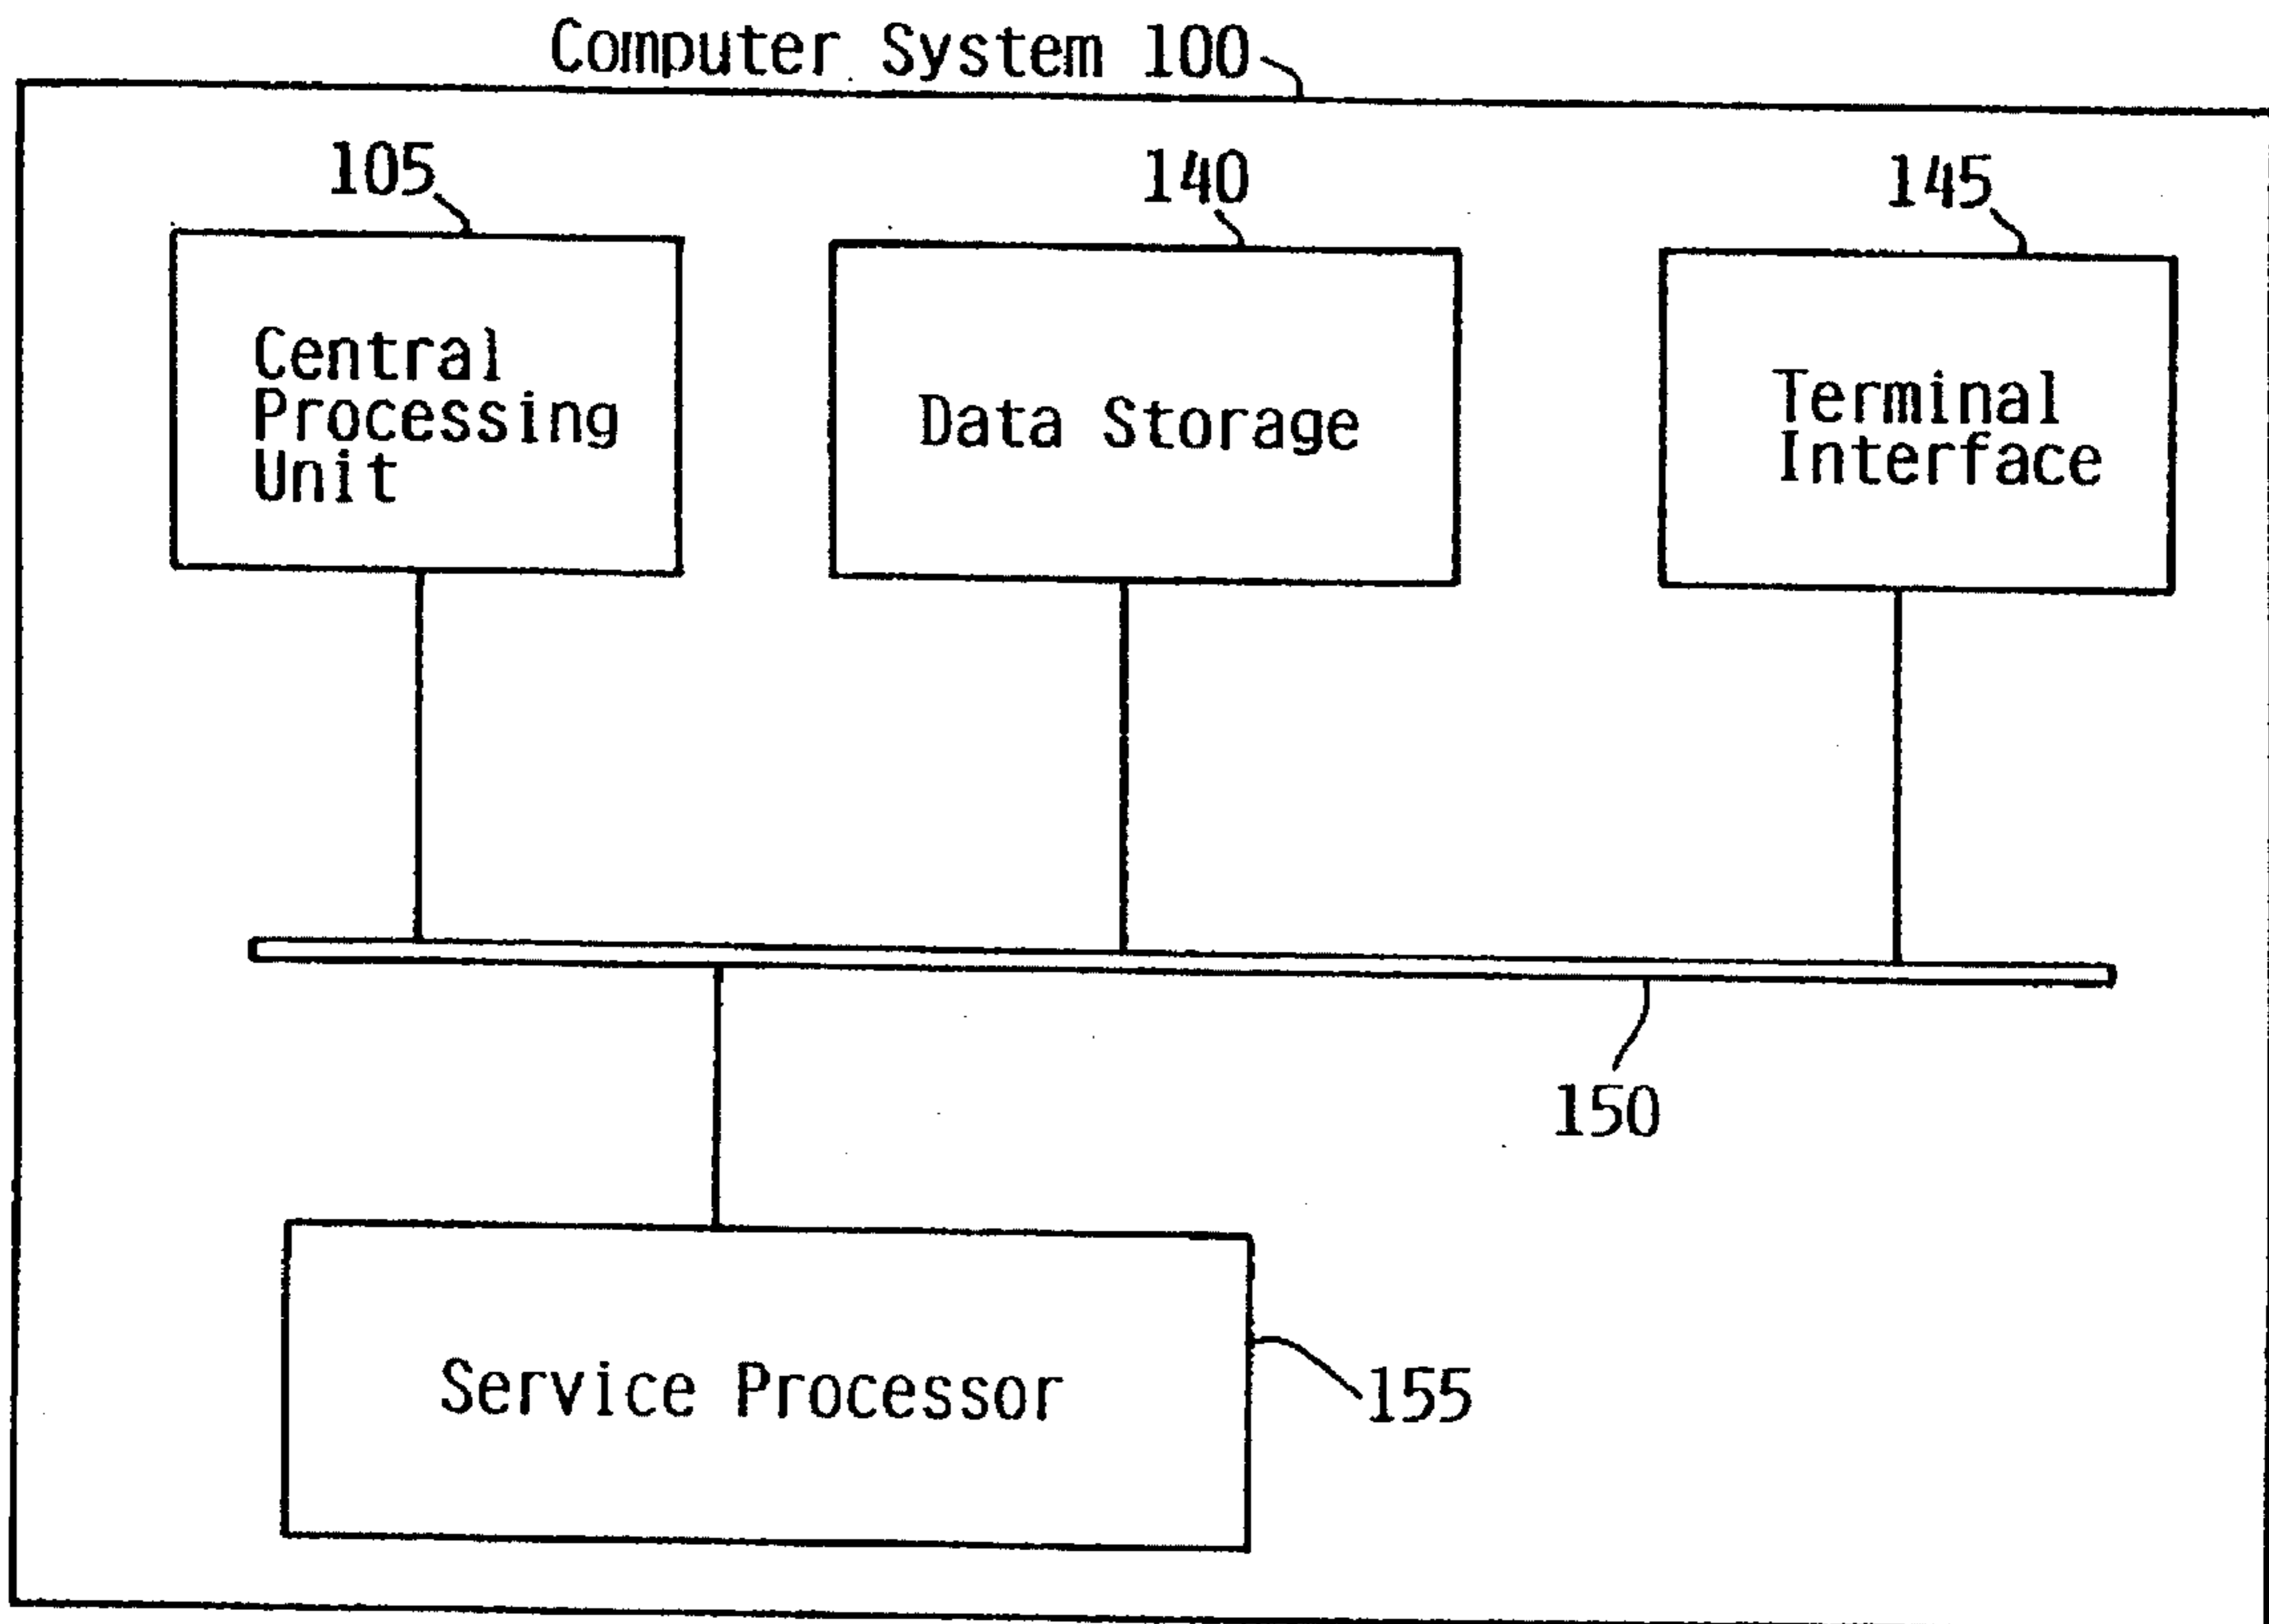 Computer System 100
105
140
145
Central
Processing
Unit
Data Storage
Terminal
Interface
150
Service Processor
155